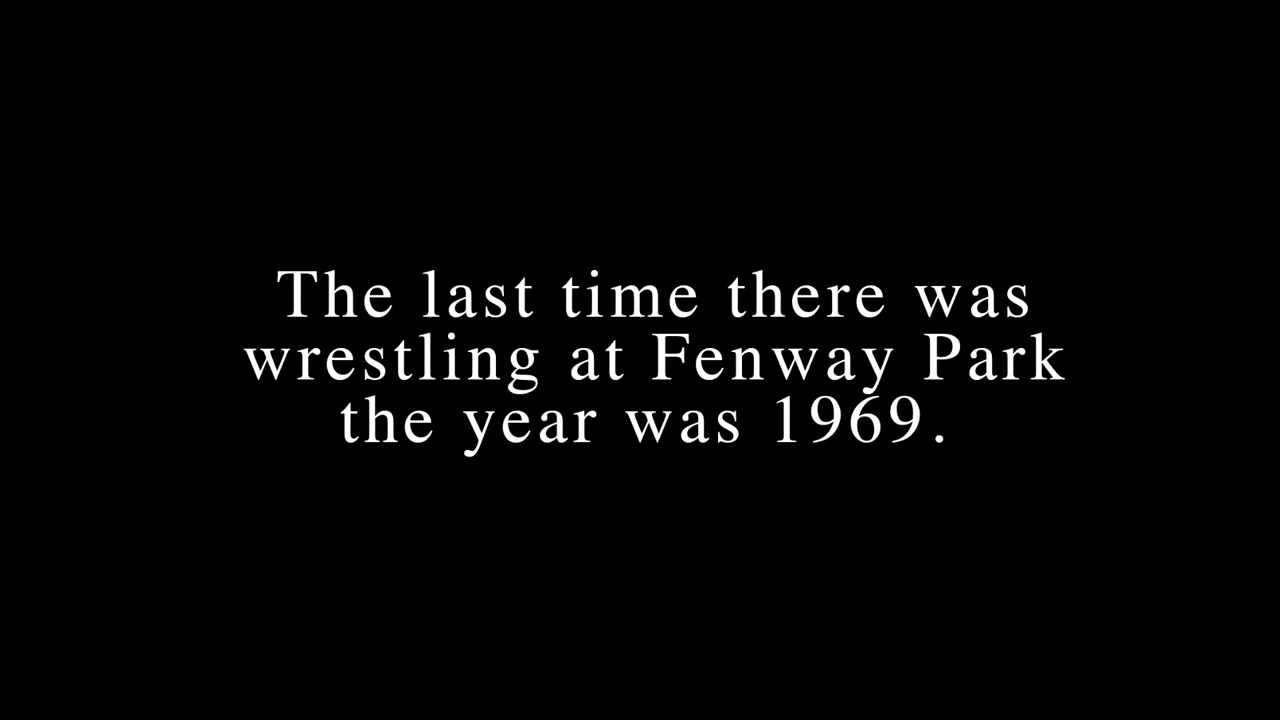 The last time there was
wrestling at Fenway Park
the year was 1969.